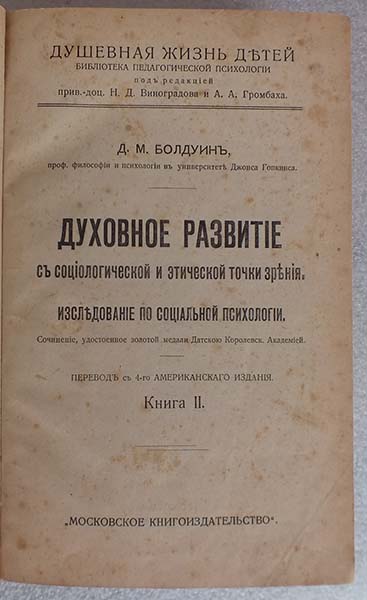 ДУШЕВНАЯ ЖИЗНЬ ДѢТЕЙ
БИБЛІОТЕКА ПЕДАГОГИЧЕСКОЙ ПСИХОЛОГІИ
подъ редакціей
прив.-доц. Н. Д. Виноградова и А. А. Громбаха.
Д. М. БОЛДУИНЪ,
проф. философіи и психологіи въ университетѣ Джонса Гопкинса.
ДУХОВНОЕ РАЗВИТІЕ
съ соціологической и этической точки зрѣнія.
ИЗСЛѢДОВАНІЕ ПО СОЦІАЛЬНОЙ ПСИХОЛОГІИ.
Сочиненіе, удостоенное золотой медали Датскою Королевск. Академіей.
ПЕРЕВОДЪ съ 4-го АМЕРИКАНСКАГО ИЗДАНІЯ.
Книга II.
„МОСКОВСКОЕ КНИГОИЗДАТЕЛЬСТВО“.